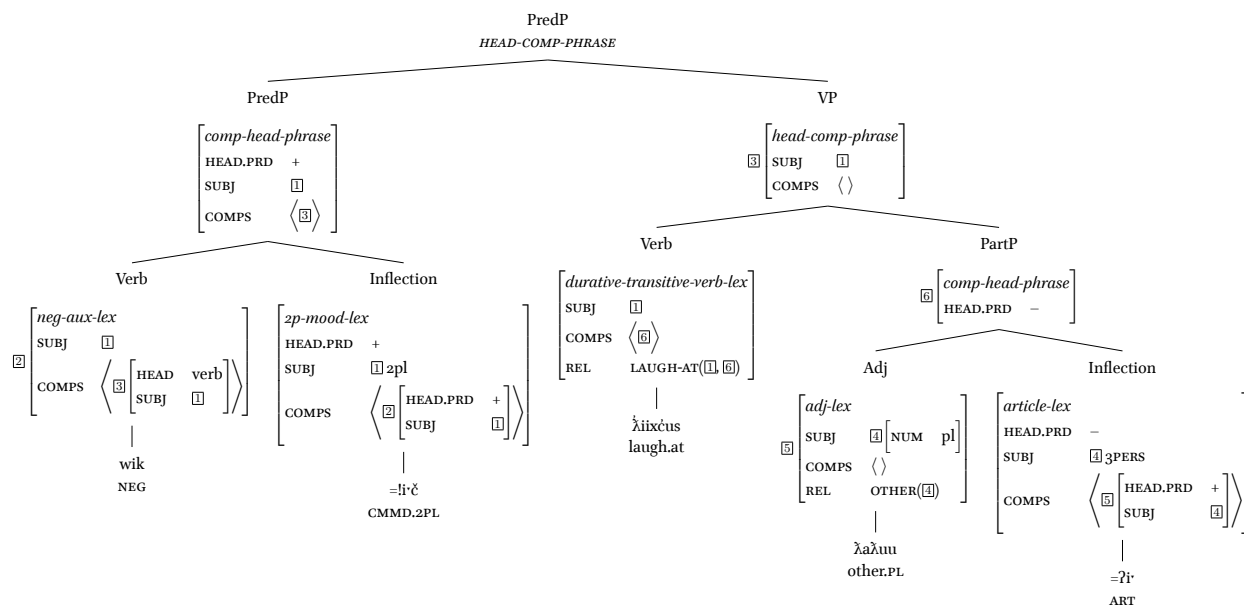 PredP
HEAD-COMP-PHRASE
PredP
VP
comp-head-phrase
HEAD.PRD +
SUBJ 1
COMPS ⟨3⟩
3 head-comp-phrase
SUBJ 1
COMPS ⟨ ⟩
Verb
Inflection
Verb
PartP
2 neg-aux-lex
SUBJ 1
COMPS ⟨3 [HEAD verb
SUBJ 1]⟩
2p-mood-lex
HEAD.PRD +
SUBJ 1 2pl
COMPS ⟨2 [HEAD.PRD +
SUBJ 1]⟩
durative-transitive-verb-lex
SUBJ 1
COMPS ⟨6⟩
REL LAUGH-AT(1, 6)
6 comp-head-phrase
HEAD.PRD −
wik
NEG
=!iˑč
CMMD.2PL
ƛ̓iixc̓us
laugh.at
Adj
Inflection
5 adj-lex
SUBJ 4 [NUM pl]
COMPS ⟨ ⟩
REL OTHER(4)
article-lex
HEAD.PRD −
SUBJ 4 3PERS
COMPS ⟨5 [HEAD.PRD +
SUBJ 4]⟩
ƛaƛ̓uu
other.PL
=ʔiˑ
ART